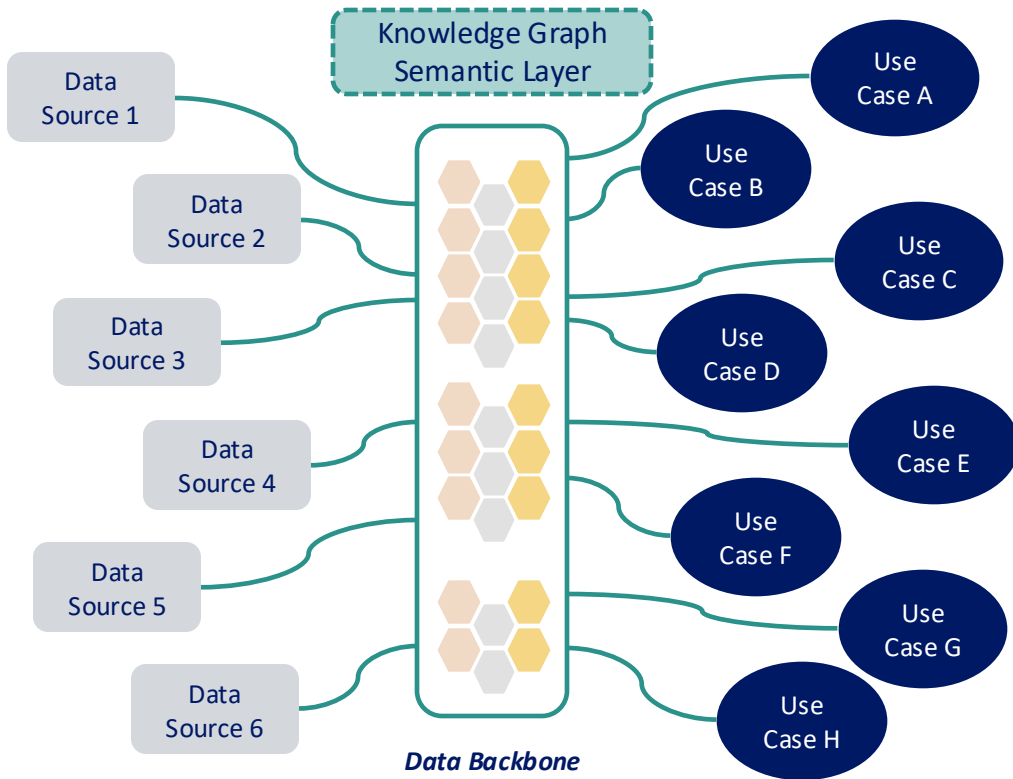 Knowledge Graph
Semantic Layer
Data
Source 1
Data
Source 2
Data
Source 3
Data
Source 4
Data
Source 5
Data
Source 6
Use
Case A
Use
Case B
Use
Case C
Use
Case D
Use
Case E
Use
Case F
Use
Case G
Use
Case H
Data Backbone